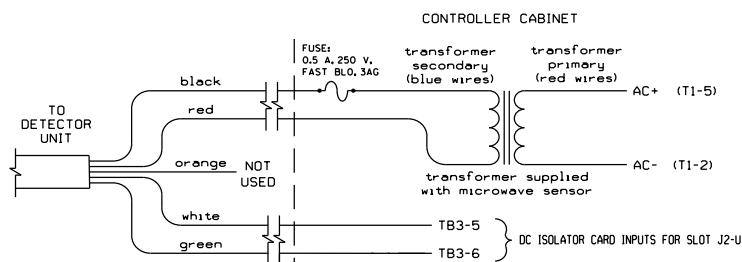 CONTROLLER CABINET
FUSE:
0.5 A, 250 V,
FAST BLO, 3AG
transformer
secondary
(blue wires)
transformer
primary
(red wires)
black
AC+ (T1-5)
red
TO
DETECTOR
UNIT
orange
NOT
USED
AC- (T1-2)
transformer supplied
with microwave sensor
white
TB3-5
DC ISOLATOR CARD INPUTS FOR SLOT J2-U
green
TB3-6